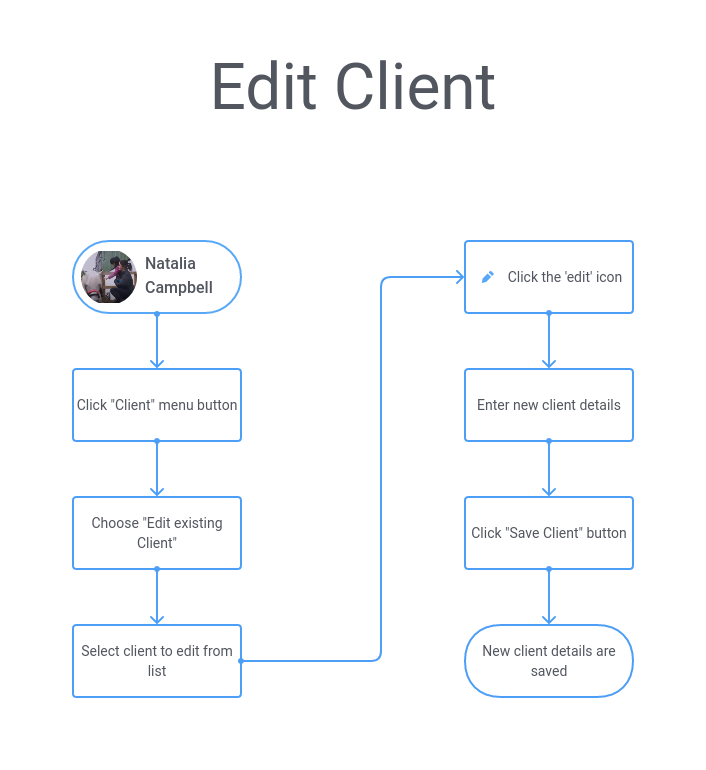 Edit Client
Natalia
Campbell
Click "Client" menu button
Choose "Edit existing
Client"
Select client to edit from
list
Click the 'edit' icon
Enter new client details
Click "Save Client" button
New client details are
saved